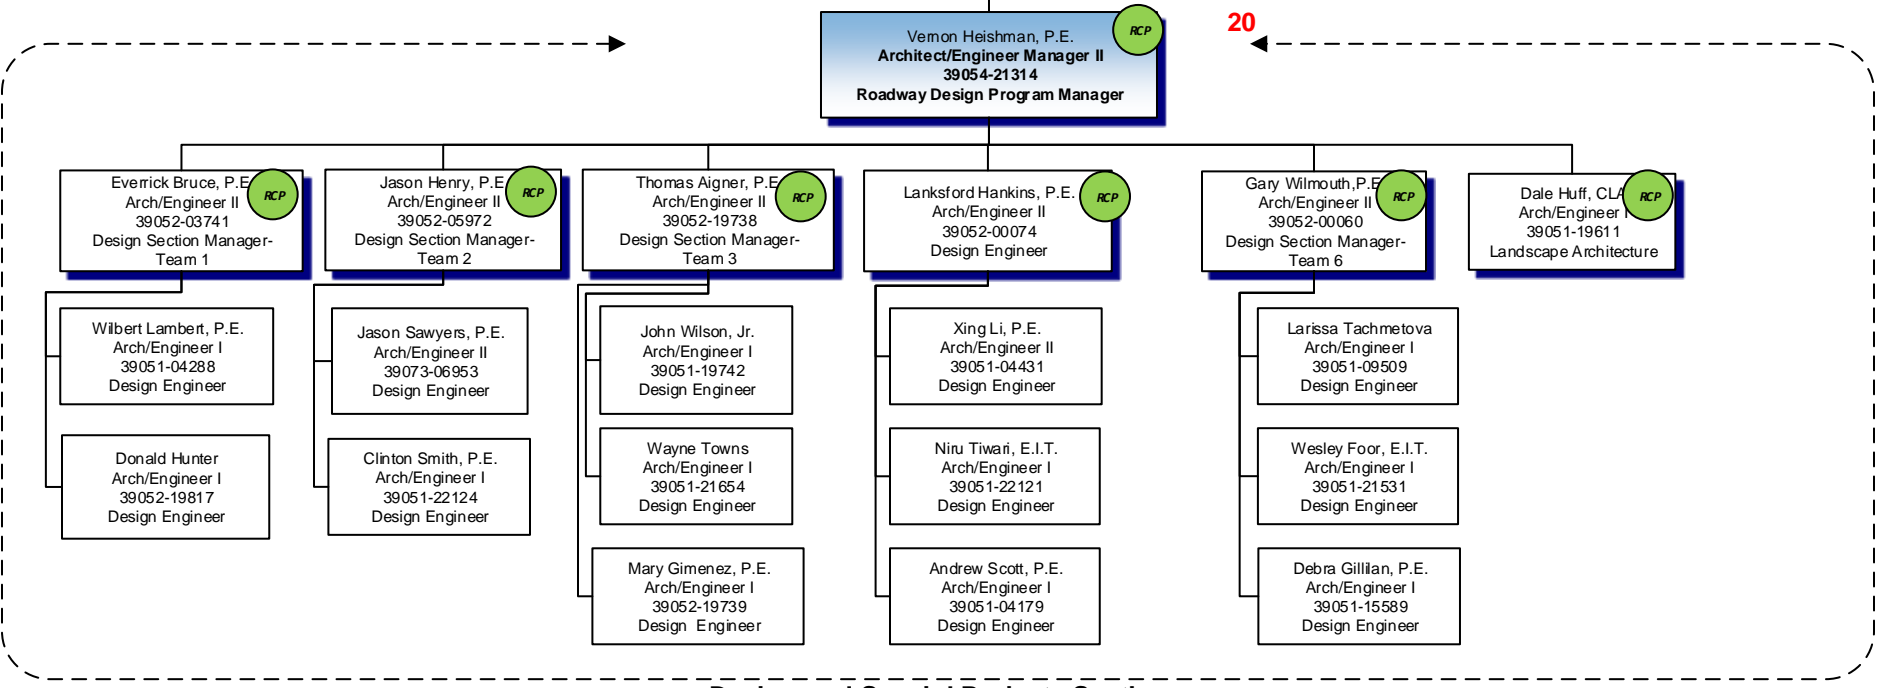 20
RCP
Vernon Heishman, P.E.
Architect/Engineer Manager II
39054-21314
Roadway Design Program Manager
RCP
Everrick Bruce, P.E.
Arch/Engineer II
39052-03741
Design Section Manager-
Team 1
RCP
Jason Henry, P.E.
Arch/Engineer II
39052-05972
Design Section Manager-
Team 2
RCP
Thomas Aigner, P.E.
Arch/Engineer II
39052-19738
Design Section Manager-
Team 3
RCP
Lanksford Hankins, P.E.
Arch/Engineer II
39052-00074
Design Engineer
RCP
Gary Wilmouth,P.E.
Arch/Engineer II
39052-00060
Design Section Manager-
Team 6
RCP
Dale Huff, CLA
Arch/Engineer I
39051-19611
Landscape Architecture
Wilbert Lambert, P.E.
Arch/Engineer I
39051-04288
Design Engineer
Jason Sawyers, P.E.
Arch/Engineer II
39073-06953
Design Engineer
John Wilson, Jr.
Arch/Engineer I
39051-19742
Design Engineer
Xing Li, P.E.
Arch/Engineer II
39051-04431
Design Engineer
Larissa Tachmetova
Arch/Engineer I
39051-09509
Design Engineer
Donald Hunter
Arch/Engineer I
39052-19817
Design Engineer
Clinton Smith, P.E.
Arch/Engineer I
39051-22124
Design Engineer
Wayne Towns
Arch/Engineer I
39051-21654
Design Engineer
Niru Tiwari, E.I.T.
Arch/Engineer I
39051-22121
Design Engineer
Wesley Foor, E.I.T.
Arch/Engineer I
39051-21531
Design Engineer
Mary Gimenez, P.E.
Arch/Engineer I
39052-19739
Design Engineer
Andrew Scott, P.E.
Arch/Engineer I
39051-04179
Design Engineer
Debra Gillilan, P.E.
Arch/Engineer I
39051-15589
Design Engineer